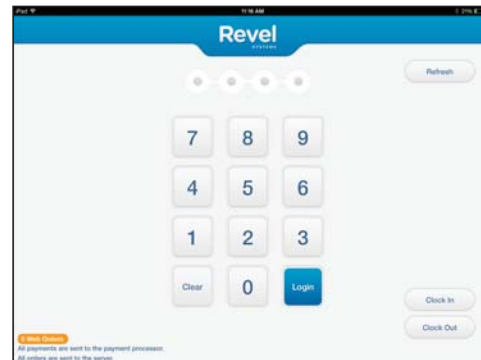 iPad 11:16 AM 21%
Revel
SYSTEMS
Refresh
7 8 9
4 5 6
1 2 3
Clear 0 Login
Clock In
Clock Out
0 Web Orders
All payments are sent to the payment processor.
All orders are sent to the server.